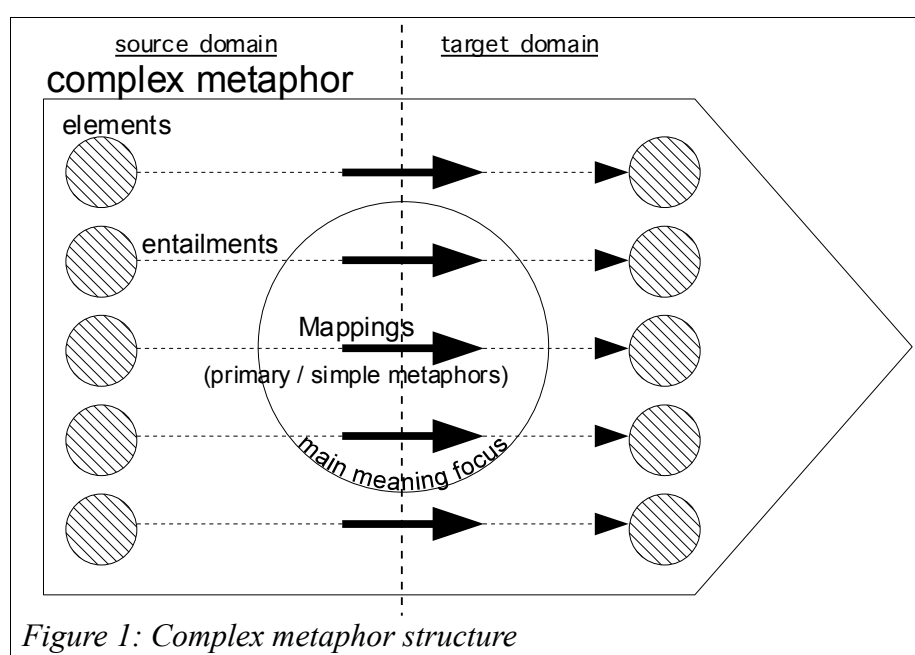 source domain
target domain
complex metaphor
elements
entailments
Mappings
(primary / simple metaphors)
main meaning focus
Figure 1: Complex metaphor structure